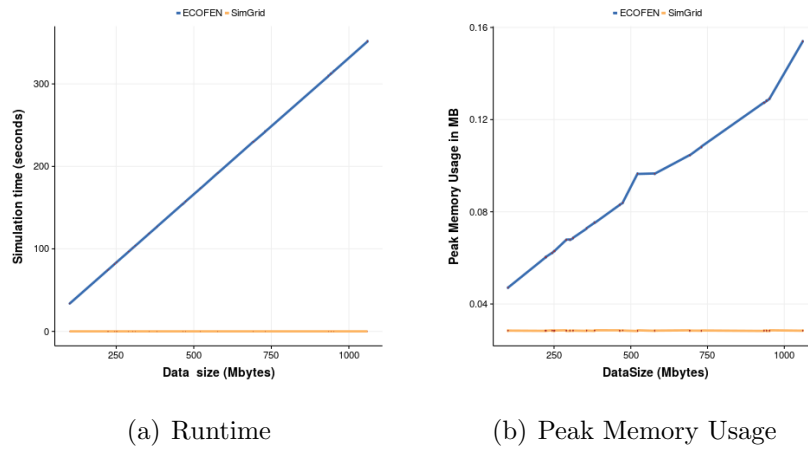 ECOFEN SimGrid
Simulation time (seconds)
300
200
100
0
250 500 750 1000
Data size (Mbytes)
(a) Runtime
ECOFEN SimGrid
Peak Memory Usage in MB
0.16
0.12
0.08
0.04
250 500 750 1000
DataSize (Mbytes)
(b) Peak Memory Usage